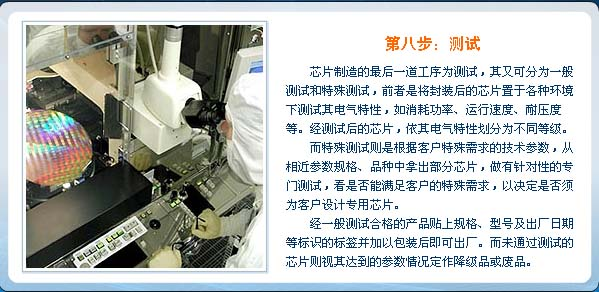 第八步：测试
芯片制造的最后一道工序为测试，其又可分为一般
测试和特殊测试，前者是将封装后的芯片置于各种环境
下测试其电气特性，如消耗功率、运行速度、耐压度
等。经测试后的芯片，依其电气特性划分为不同等级。
而特殊测试则是根据客户特殊需求的技术参数，从
相近参数规格、品种中拿出部分芯片，做有针对性的专
门测试，看是否能满足客户的特殊需求，以决定是否须
为客户设计专用芯片。
经一般测试合格的产品贴上规格、型号及出厂日期
等标识的标签并加以包装后即可出厂。而未通过测试的
芯片则视其达到的参数情况定作降级品或废品。